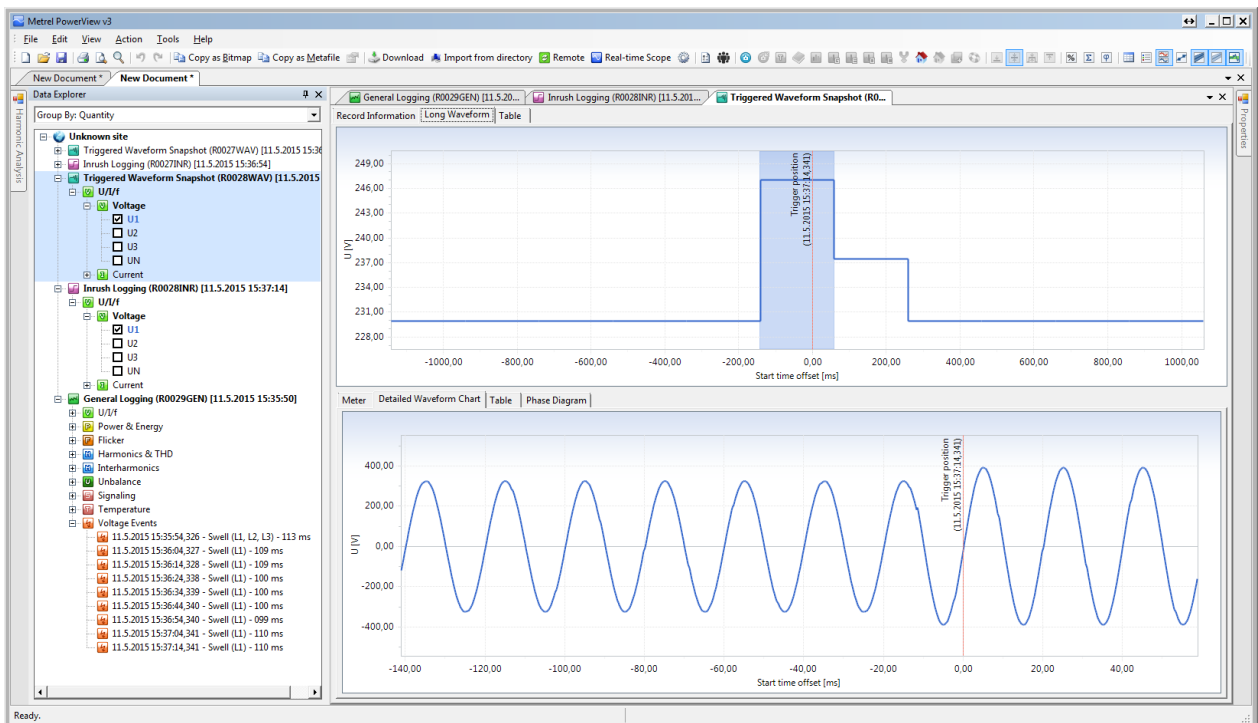 Metrel PowerView v3
File Edit View Action Tools Help
Copy as Bitmap Copy as Metafile Download Import from directory Remote Real-time Scope
New Document * New Document *
Harmonic Analysis
Data Explorer
Group By: Quantity
Unknown site
Triggered Waveform Snapshot (R0027WAV) [11.5.2015 15:36
Inrush Logging (R0027INR) [11.5.2015 15:36:54]
Triggered Waveform Snapshot (R0028WAV) [11.5.2015
U/I/f
Voltage
U1
U2
U3
UN
Current
Inrush Logging (R0028INR) [11.5.2015 15:37:14]
U/I/f
Voltage
U1
U2
U3
UN
Current
General Logging (R0029GEN) [11.5.2015 15:35:50]
U/I/f
Power & Energy
Flicker
Harmonics & THD
Interharmonics
Unbalance
Signaling
Temperature
Voltage Events
11.5.2015 15:35:54,326 - Swell (L1, L2, L3) - 113 ms
11.5.2015 15:36:04,327 - Swell (L1) - 109 ms
11.5.2015 15:36:14,328 - Swell (L1) - 109 ms
11.5.2015 15:36:24,338 - Swell (L1) - 100 ms
11.5.2015 15:36:34,339 - Swell (L1) - 100 ms
11.5.2015 15:36:44,340 - Swell (L1) - 100 ms
11.5.2015 15:36:54,340 - Swell (L1) - 099 ms
11.5.2015 15:37:04,341 - Swell (L1) - 110 ms
11.5.2015 15:37:14,341 - Swell (L1) - 110 ms
General Logging (R0029GEN) [11.5.20... Inrush Logging (R0028INR) [11.5.201... Triggered Waveform Snapshot (R0...
Record Information Long Waveform Table
Properties
249,00
246,00
243,00
240,00
237,00
234,00
231,00
228,00
U [V]
Trigger position
(11.5.2015 15:37:14,341)
-1000,00 -800,00 -600,00 -400,00 -200,00 0,00 200,00 400,00 600,00 800,00 1000,00
Start time offset [ms]
Meter Detailed Waveform Chart Table Phase Diagram
400,00
200,00
0,00
-200,00
-400,00
U [V]
Trigger position
(11.5.2015 15:37:14,341)
-140,00 -120,00 -100,00 -80,00 -60,00 -40,00 -20,00 0,00 20,00 40,00
Start time offset [ms]
Ready.